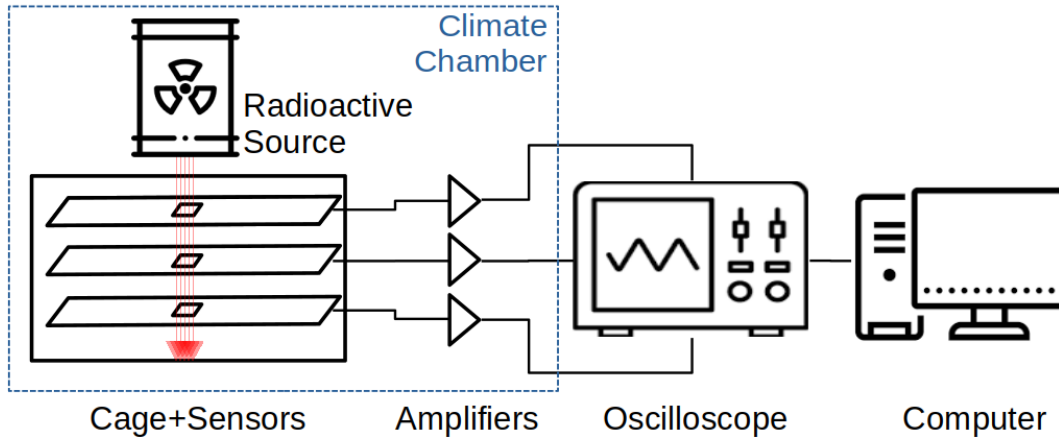 Climate
Chamber
Radioactive
Source
Cage+Sensors
Amplifiers
Oscilloscope
Computer